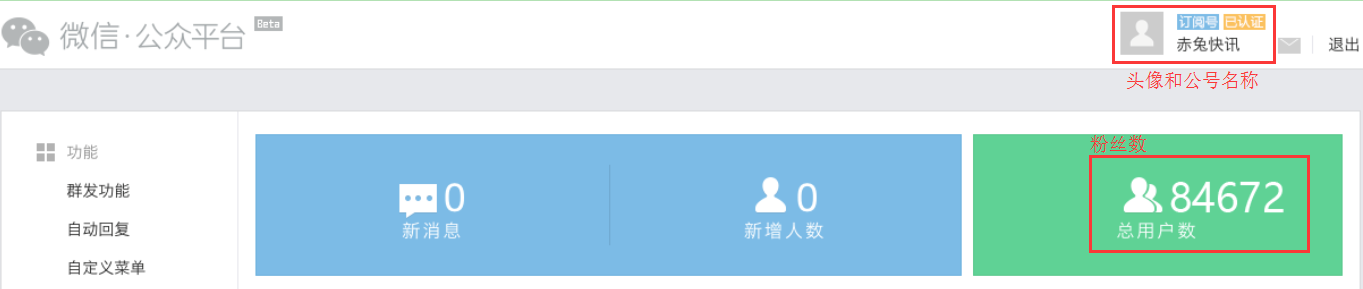 微信·公众平台 Beta
订阅号 已认证
赤兔快讯
退出
头像和公号名称
功能
群发功能
自动回复
自定义菜单
0
新消息
0
新增人数
粉丝数
84672
总用户数